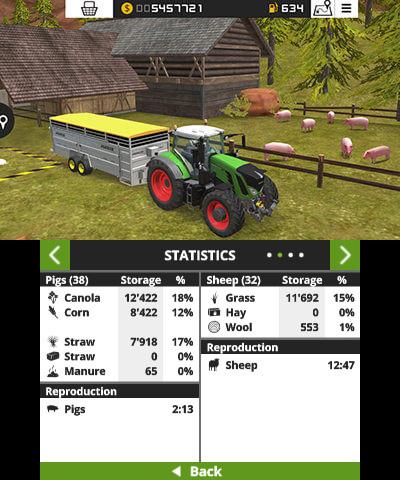 005457721
634
STATISTICS
Pigs (38) Storage %
Canola 12'422 18%
Corn 8'422 12%
Straw 7'918 17%
Straw 0 0%
Manure 65 0%
Reproduction
Pigs 2:13
Sheep (32) Storage %
Grass 11'692 15%
Hay 0 0%
Wool 553 1%
Reproduction
Sheep 12:47
Back